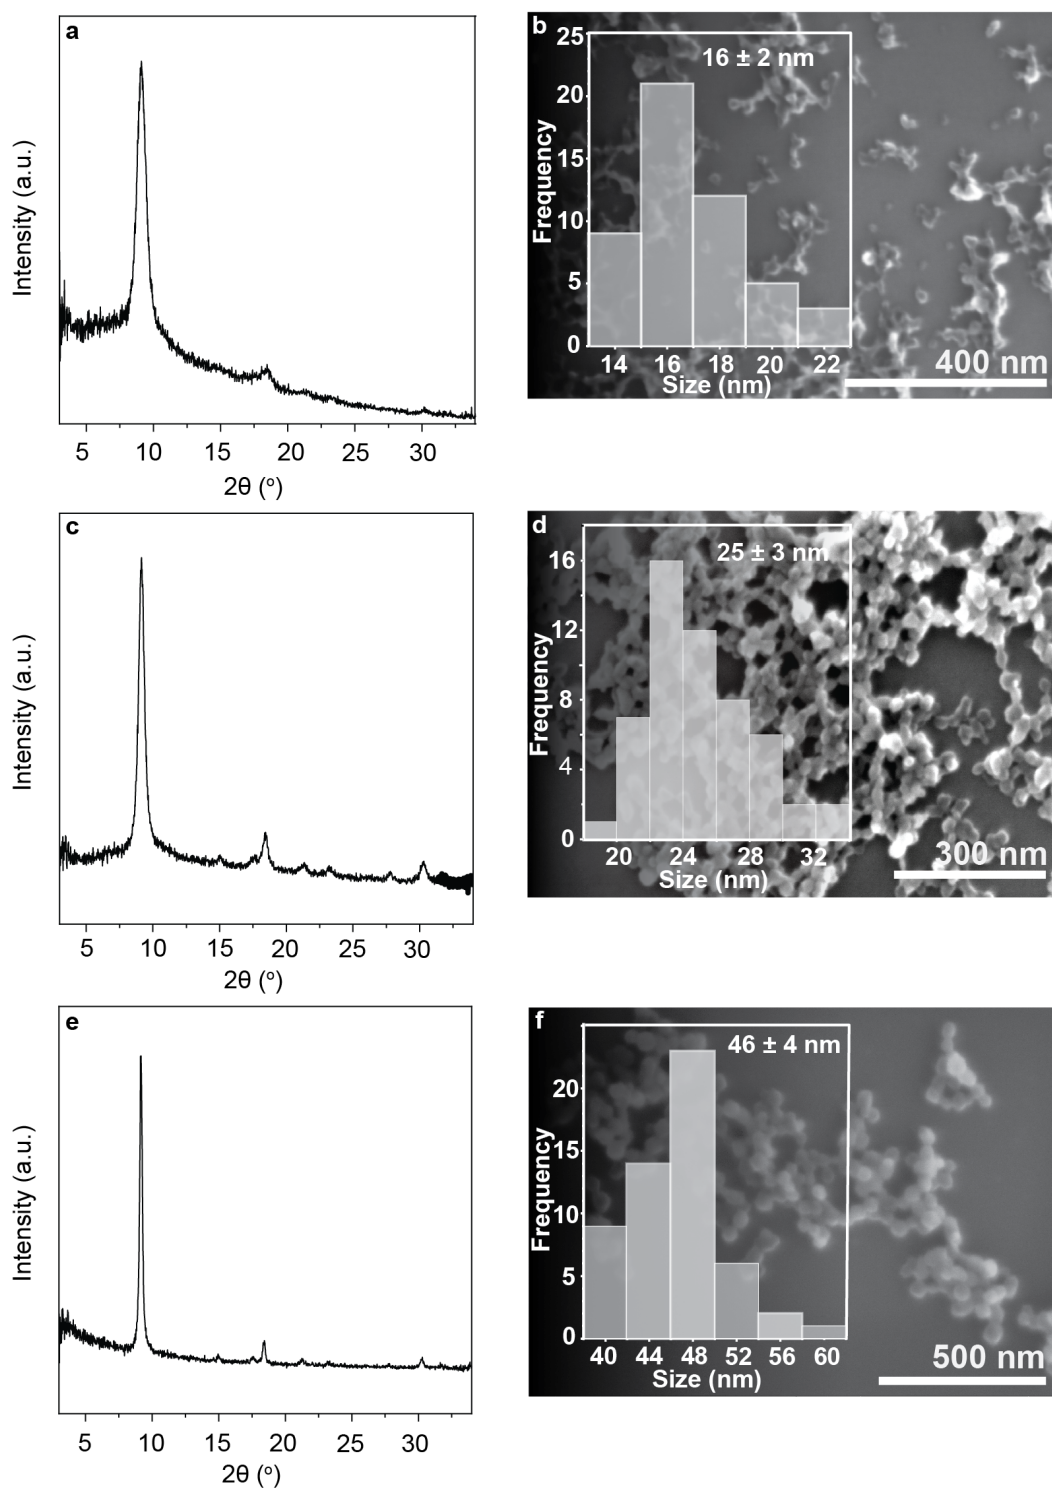 a
Intensity (a.u.)
5 10 15 20 25 30
2θ (°)
b
16 ± 2 nm
Frequency
25
20
15
10
5
0
14 16 18 20 22
Size (nm)
400 nm
c
Intensity (a.u.)
5 10 15 20 25 30
2θ (°)
d
25 ± 3 nm
Frequency
16
12
8
4
0
20 24 28 32
Size (nm)
300 nm
e
Intensity (a.u.)
5 10 15 20 25 30
2θ (°)
f
46 ± 4 nm
Frequency
20
15
10
5
0
40 44 48 52 56 60
Size (nm)
500 nm